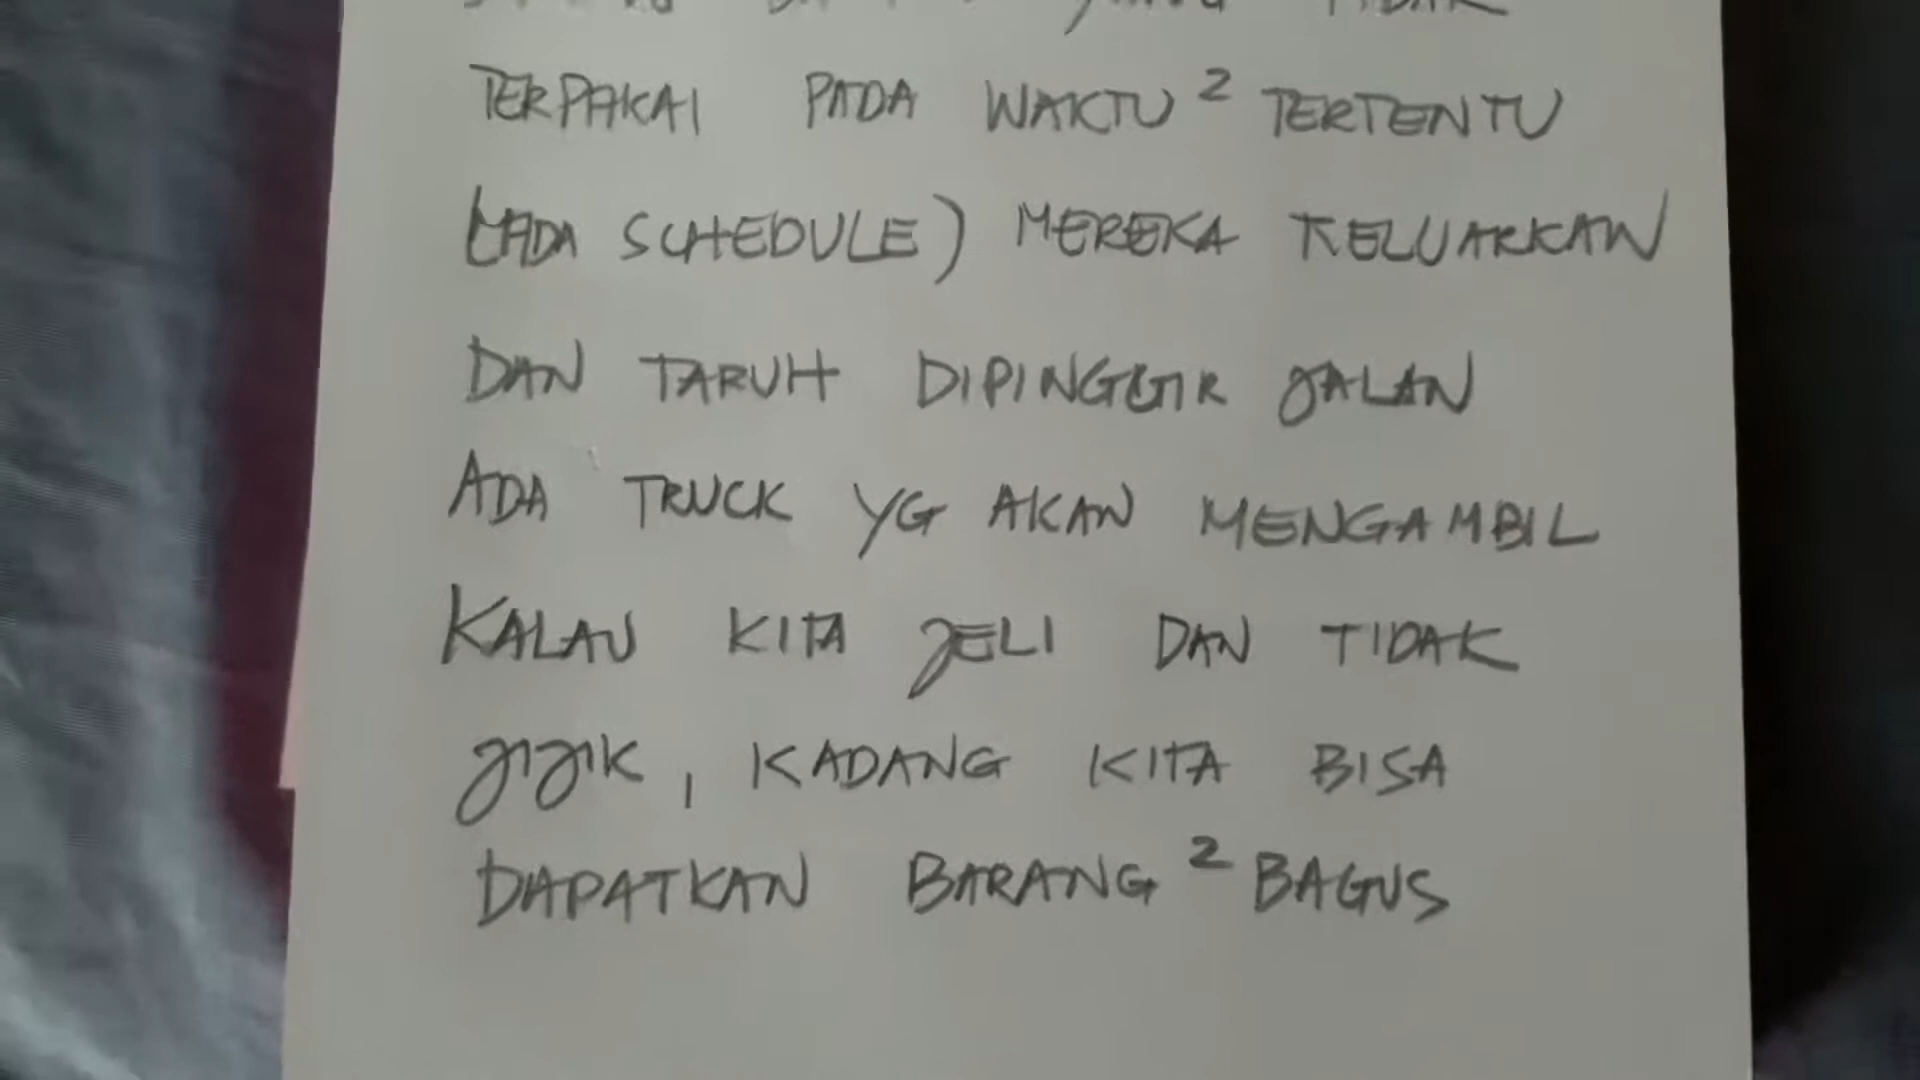 TERPAKAI PADA WAKTU² TERTENTU
(ADA SCHEDULE) MEREKA KELUARKAN
DAN TARUH DIPINGGIR JALAN
ADA TRUCK YG AKAN MENGAMBIL
KALAU KITA JELI DAN TIDAK
JIJIK, KADANG KITA BISA
DAPATKAN BARANG² BAGUS